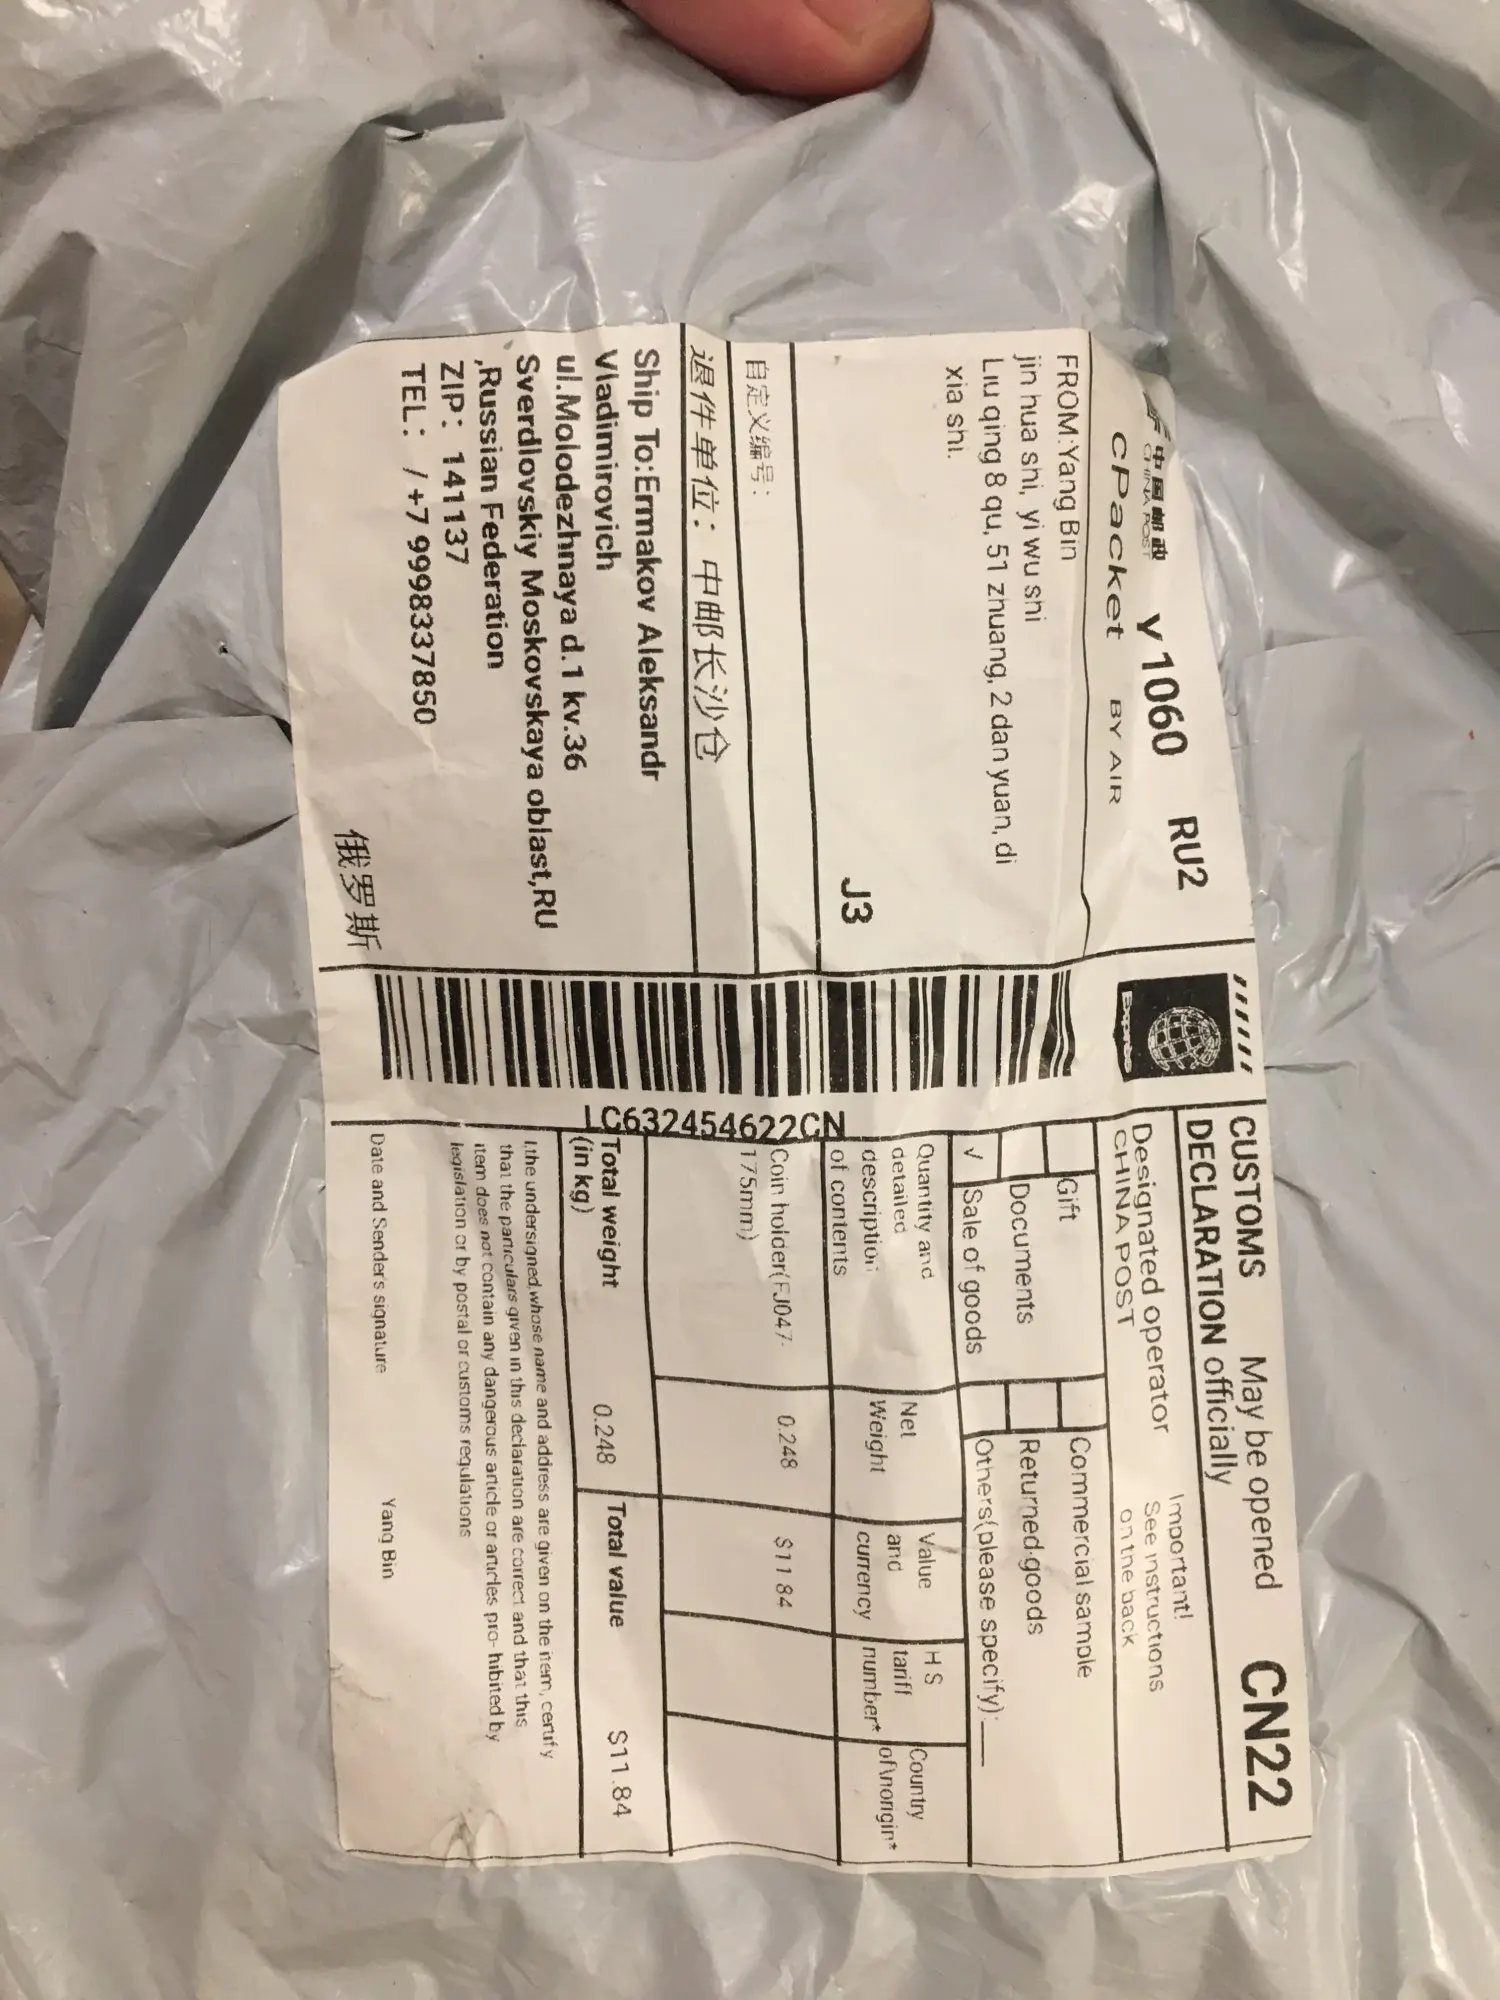 中国邮政
CHINA POST
y 1060 RU2
cPacket BY AIR
FROM:Yang Bin
jin hua shi, yi wu shi
Liu qing 8 qu, 51 zhuang, 2 dan yuan, di
xia shi.
J3
自定义编号：
退件单位：中邮长沙仓
Ship To:Ermakov Aleksandr
Vladimirovich
ul.Molodezhnaya d.1 kv.36
Sverdlovskiy Moskovskaya oblast,RU
,Russian Federation
ZIP: 141137
TEL: /+7 9998337850
俄罗斯
LC632454622CN
CUSTOMS May be opened CN22
DECLARATION officially
Designated operator
CHINA POST
Important!
See instructions
on the back
Gift Commercial sample
Documents Returned goods
√ Sale of goods Others(please specify):___
Quantity and
detailed
description
of contents
Net
Weight
Value
and
currency
H S
tariff
number*
Country
of\norigin*
Coin holder(FJ047-
175mm)
0.248
$11 84
Total weight
(in kg)
0.248
Total value
$11.84
I,the undersigned,whose name and address are given on the item, certify
that the particulars given in this declaration are correct and that this
item does not contain any dangerous article or articles pro- hibited by
legislation or by postal or customs regulations
Date and Sender's signature Yang Bin